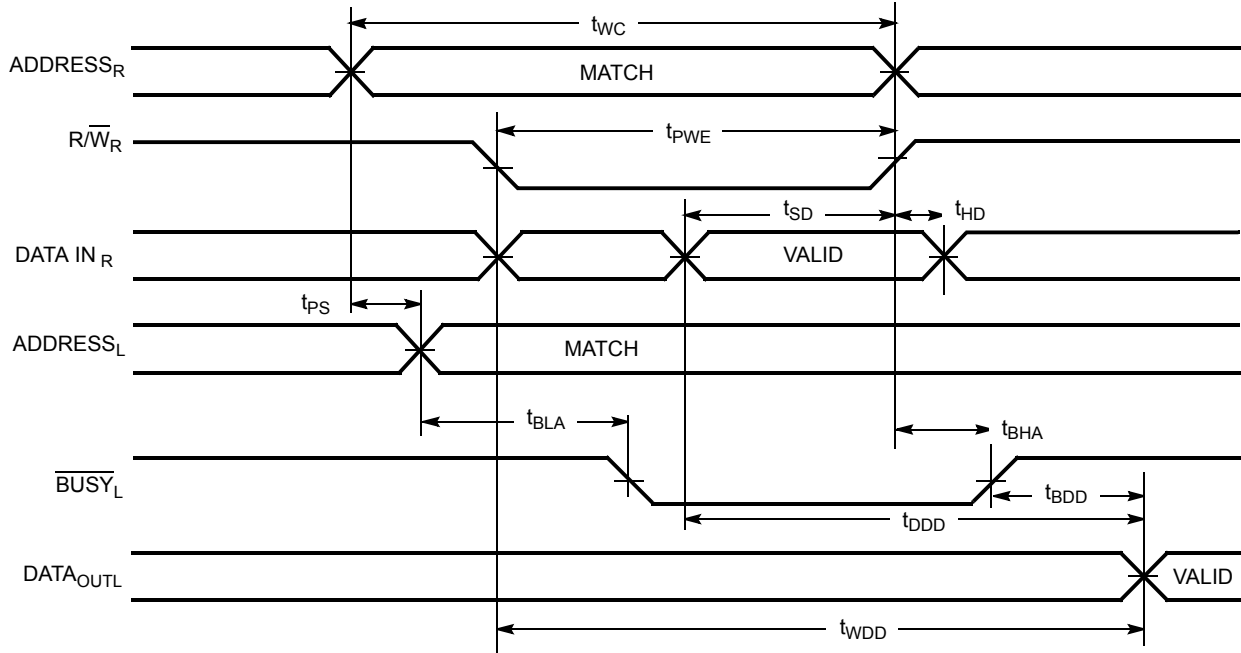 tWC
ADDRESSR
MATCH
R/W̅R
tPWE
tSD
tHD
DATA IN R
VALID
tPS
ADDRESSL
MATCH
tBLA
tBHA
B̅U̅S̅Y̅L
tBDD
tDDD
DATAOUTL
VALID
tWDD